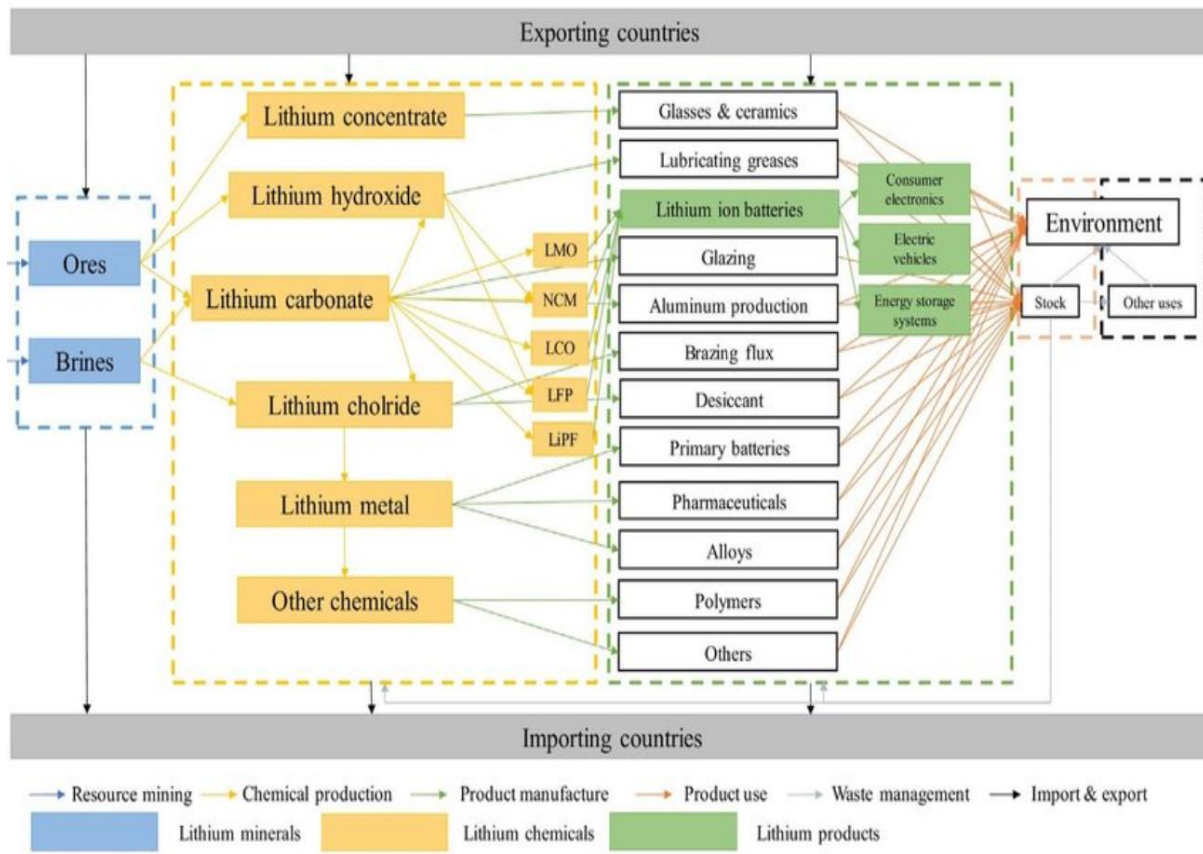 Exporting countries
Lithium concentrate
Lithium hydroxide
Lithium carbonate
Lithium cholride
Lithium metal
Other chemicals
Ores
Brines
LMO
NCM
LCO
LFP
LiPF
Glasses & ceramics
Lubricating greases
Lithium ion batteries
Glazing
Aluminum production
Brazing flux
Desiccant
Primary batteries
Pharmaceuticals
Alloys
Polymers
Others
Consumer
electronics
Electric
vehicles
Energy storage
systems
Environment
Stock
Other uses
Importing countries
Resource mining
Chemical production
Product manufacture
Product use
Waste management
Import & export
Lithium minerals
Lithium chemicals
Lithium products